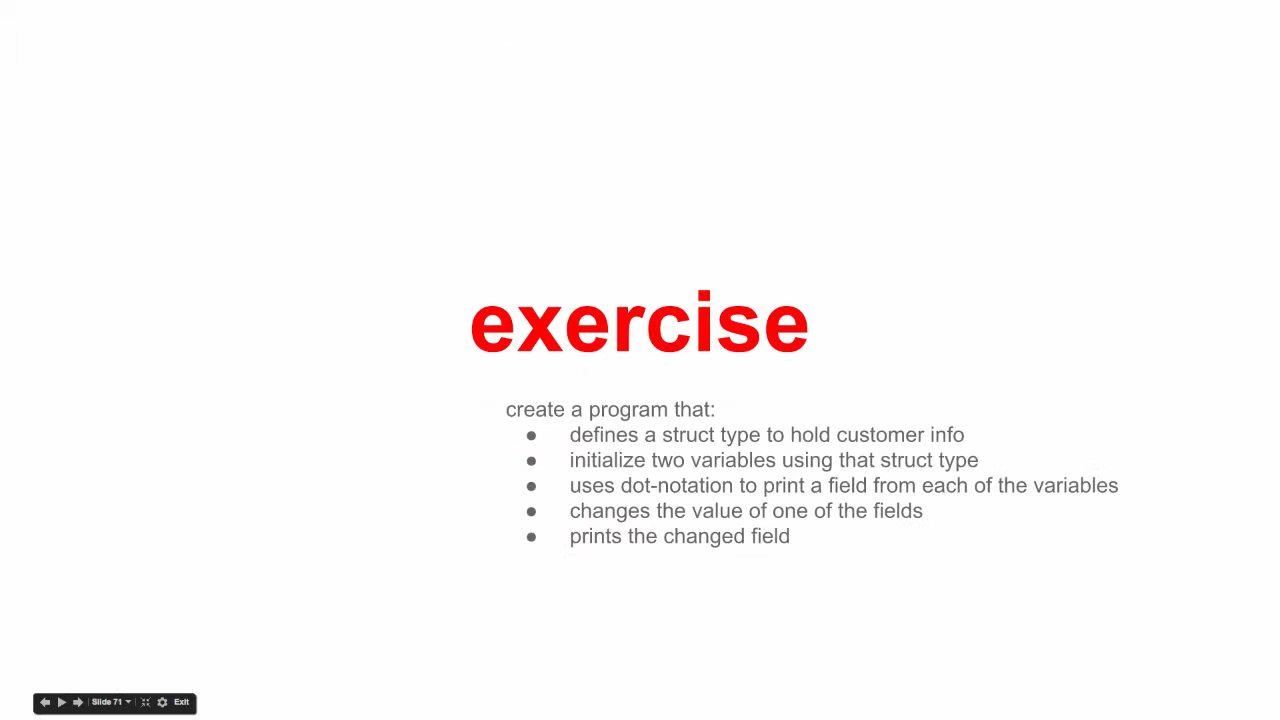 exercise
create a program that:
● defines a struct type to hold customer info
● initialize two variables using that struct type
● uses dot-notation to print a field from each of the variables
● changes the value of one of the fields
● prints the changed field
Slide 71 Exit